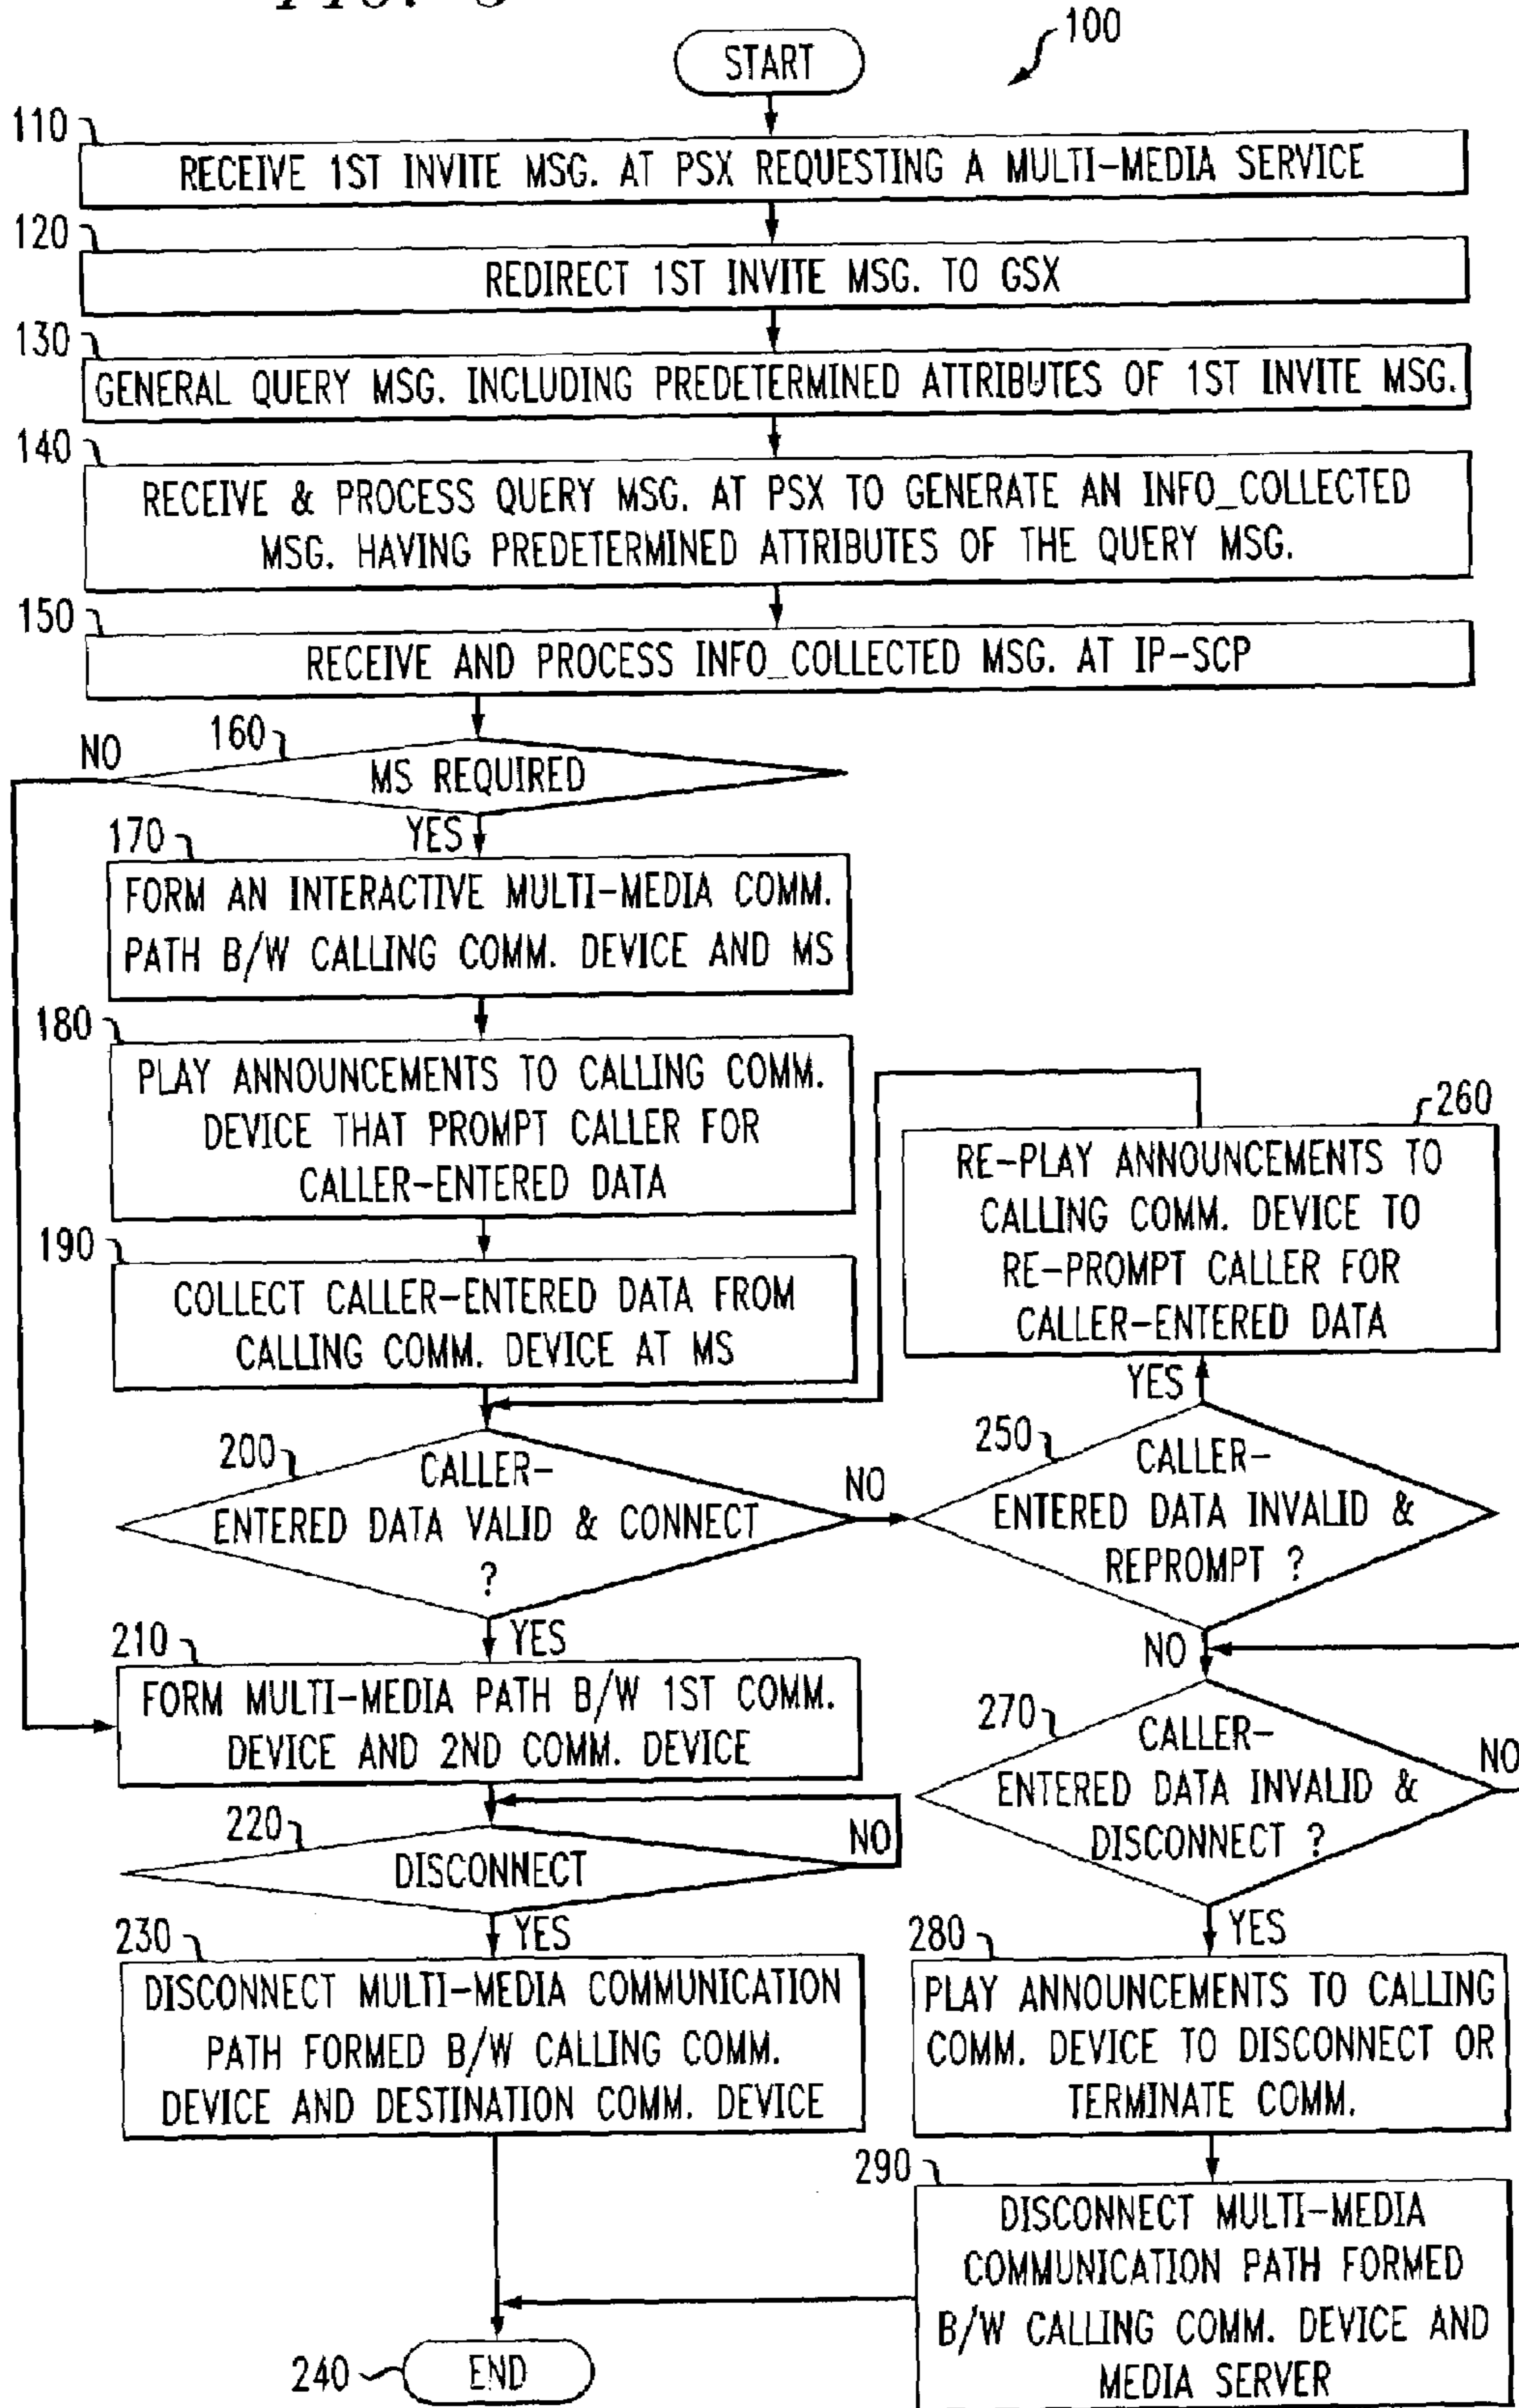 START
100
110
RECEIVE 1ST INVITE MSG. AT PSX REQUESTING A MULTI-MEDIA SERVICE
120
REDIRECT 1ST INVITE MSG. TO GSX
130
GENERAL QUERY MSG. INCLUDING PREDETERMINED ATTRIBUTES OF 1ST INVITE MSG.
140
RECEIVE & PROCESS QUERY MSG. AT PSX TO GENERATE AN INFO_COLLECTED
MSG. HAVING PREDETERMINED ATTRIBUTES OF THE QUERY MSG.
150
RECEIVE AND PROCESS INFO_COLLECTED MSG. AT IP-SCP
160
NO
MS REQUIRED
YES
170
FORM AN INTERACTIVE MULTI-MEDIA COMM.
PATH B/W CALLING COMM. DEVICE AND MS
180
PLAY ANNOUNCEMENTS TO CALLING COMM.
DEVICE THAT PROMPT CALLER FOR
CALLER-ENTERED DATA
190
COLLECT CALLER-ENTERED DATA FROM
CALLING COMM. DEVICE AT MS
260
RE-PLAY ANNOUNCEMENTS TO
CALLING COMM. DEVICE TO
RE-PROMPT CALLER FOR
CALLER-ENTERED DATA
YES
200
CALLER-
ENTERED DATA VALID & CONNECT
?
NO
250
CALLER-
ENTERED DATA INVALID &
REPROMPT ?
YES
NO
210
FORM MULTI-MEDIA PATH B/W 1ST COMM.
DEVICE AND 2ND COMM. DEVICE
270
CALLER-
ENTERED DATA INVALID &
DISCONNECT ?
NO
220
DISCONNECT
NO
YES
YES
230
DISCONNECT MULTI-MEDIA COMMUNICATION
PATH FORMED B/W CALLING COMM.
DEVICE AND DESTINATION COMM. DEVICE
280
PLAY ANNOUNCEMENTS TO CALLING
COMM. DEVICE TO DISCONNECT OR
TERMINATE COMM.
290
DISCONNECT MULTI-MEDIA
COMMUNICATION PATH FORMED
B/W CALLING COMM. DEVICE AND
MEDIA SERVER
240
END